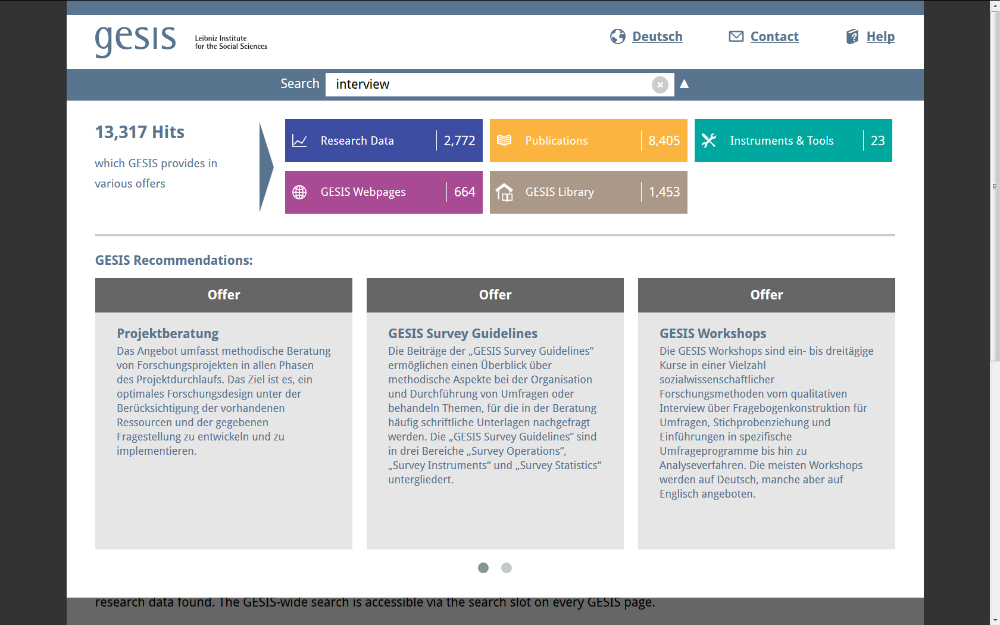 gesis
Leibniz Institute
for the Social Sciences
Deutsch
Contact
Help
Search
interview
13,317 Hits
which GESIS provides in
various offers
Research Data 2,772
Publications 8,405
Instruments & Tools 23
GESIS Webpages 664
GESIS Library 1,453
GESIS Recommendations:
Offer
Projektberatung
Das Angebot umfasst methodische Beratung
von Forschungsprojekten in allen Phasen
des Projektdurchlaufs. Das Ziel ist es, ein
optimales Forschungsdesign unter der
Berücksichtigung der vorhandenen
Ressourcen und der gegebenen
Fragestellung zu entwickeln und zu
implementieren.
Offer
GESIS Survey Guidelines
Die Beiträge der „GESIS Survey Guidelines“
ermöglichen einen Überblick über
methodische Aspekte bei der Organisation
und Durchführung von Umfragen oder
behandeln Themen, für die in der Beratung
häufig schriftliche Unterlagen nachgefragt
werden. Die „GESIS Survey Guidelines“ sind
in drei Bereiche „Survey Operations“,
„Survey Instruments“ und „Survey Statistics“
untergliedert.
Offer
GESIS Workshops
Die GESIS Workshops sind ein- bis dreitägige
Kurse in einer Vielzahl
sozialwissenschaftlicher
Forschungsmethoden vom qualitativen
Interview über Fragebogenkonstruktion für
Umfragen, Stichprobenziehung und
Einführungen in spezifische
Umfrageprogramme bis hin zu
Analyseverfahren. Die meisten Workshops
werden auf Deutsch, manche aber auf
Englisch angeboten.
research data found. The GESIS-wide search is accessible via the search slot on every GESIS page.